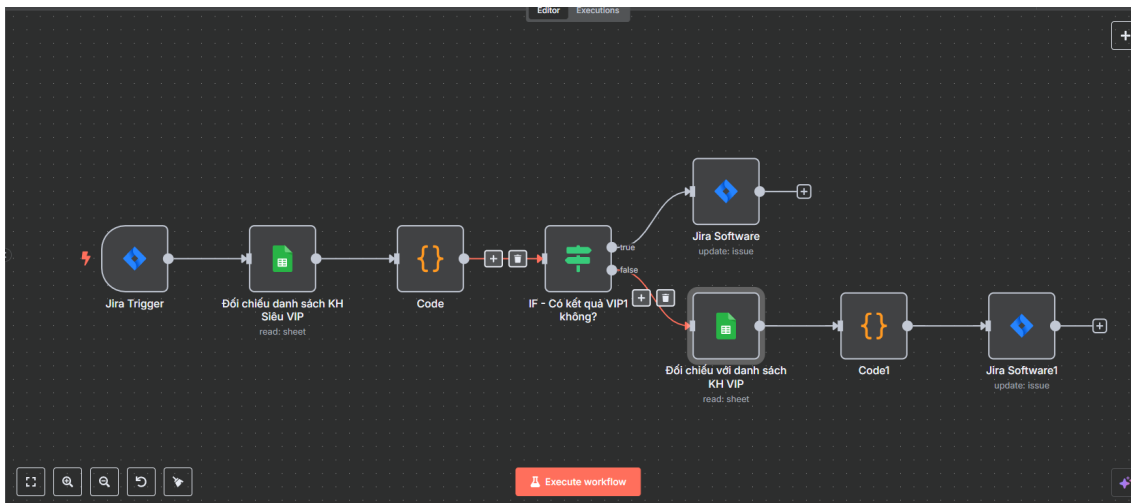 Editor Executions
true
Jira Software
update: issue
false
Jira Trigger
Đối chiếu danh sách KH
Siêu VIP
read: sheet
Code
IF - Có kết quả VIP1
không?
Đối chiếu với danh sách
KH VIP
read: sheet
Code1
Jira Software1
update: issue
Execute workflow